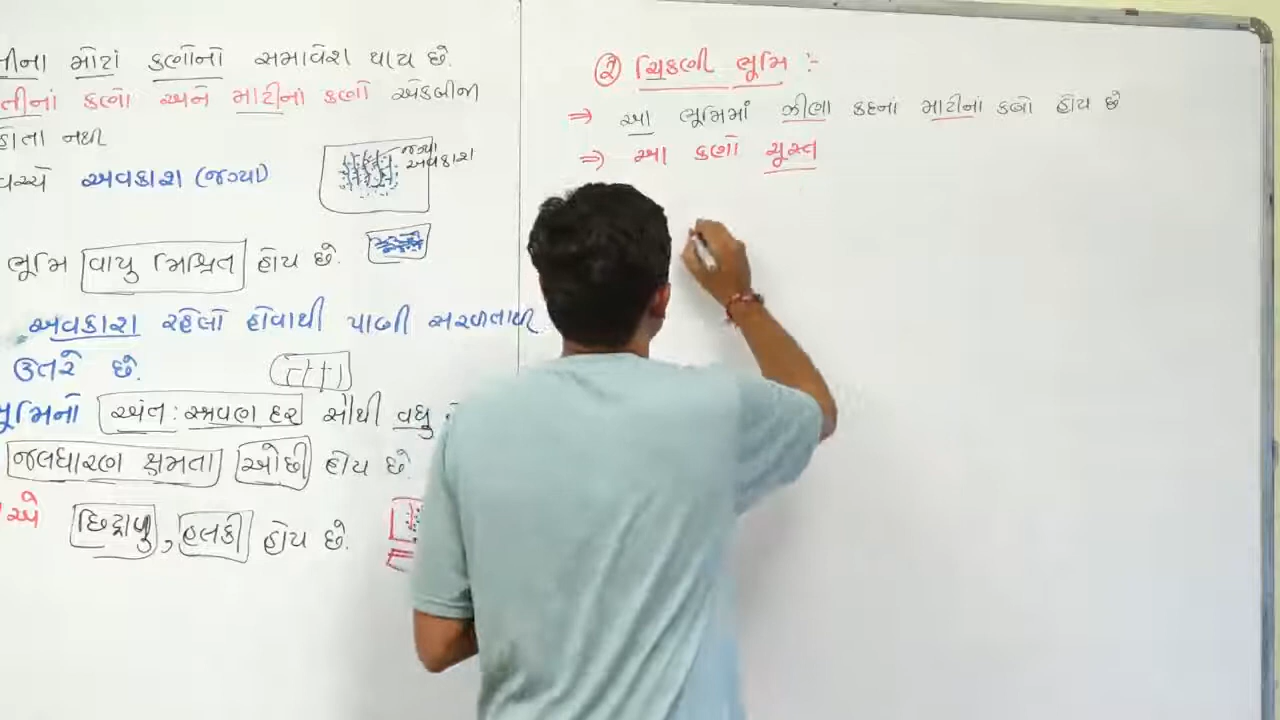 મોટાં કણોનો સમાવેશ થાય છે.
કણો અને માટીનાં કણો એકબીજા
હોતા નથી
વચ્ચે અવકાશ (જગ્યા)
જગ્યા
અવકાશ
ભૂમિ વાયુ મિશ્રિત હોય છે.
અવકાશ રહેલો હોવાથી પાણી સરળતાથી
ઉતરે છે.
અંત: સ્ત્રવણ દર સૌથી વધુ
જલધારણ ક્ષમતા ઓછી હોય છે.
એ છિદ્રાળુ, હલકી હોય છે.
② ચિકણી ભૂમિ :-
⇒ આ ભૂમિમાં ઝીણા કદનાં માટીના કણો હોય છે
⇒ આ કણો ચૂસ્ત